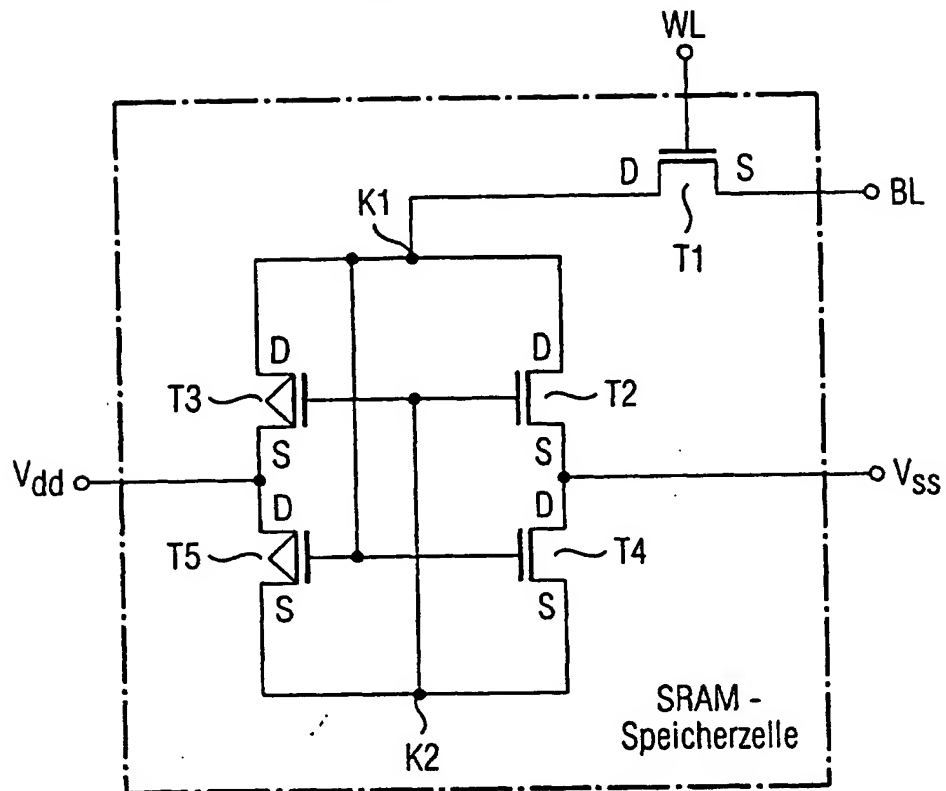 WL
D S
BL
K1
T1
D D
T3 T2
S S
Vdd Vss
D D
T5 T4
S S
SRAM -
Speicherzelle
K2